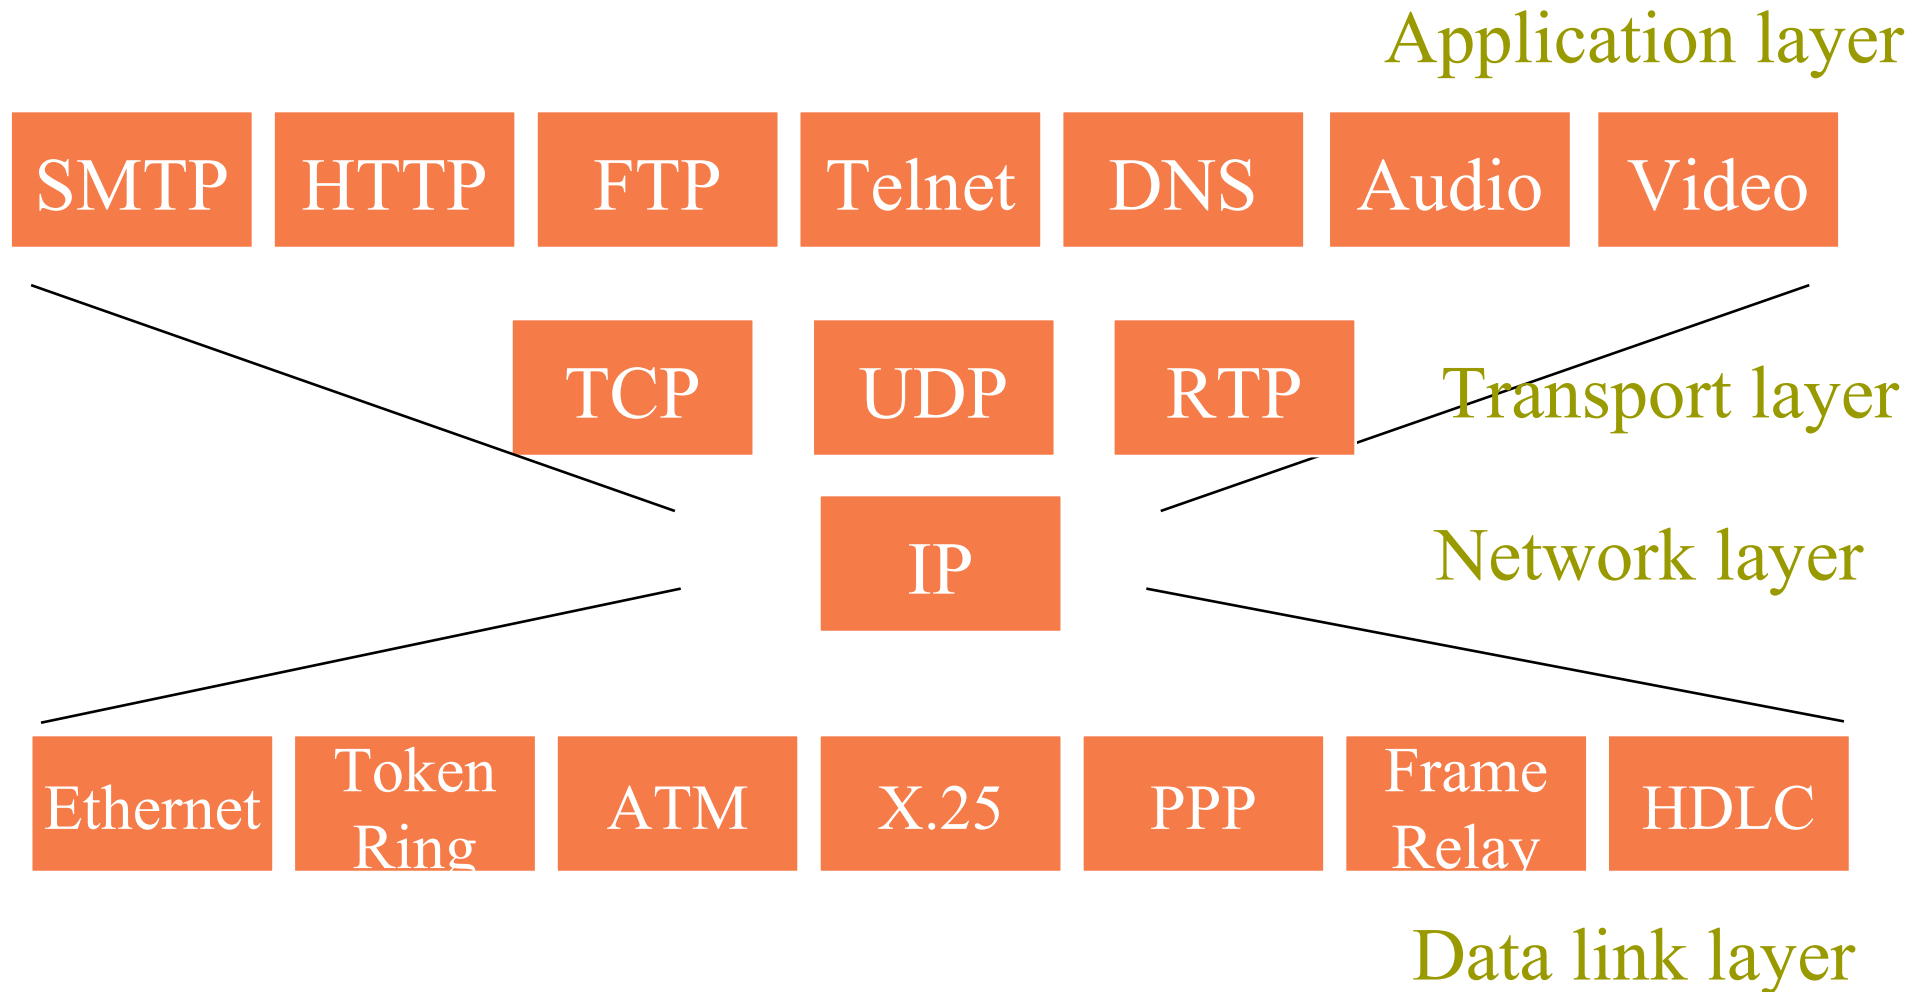 Application layer
SMTP
HTTP
FTP
Telnet
DNS
Audio
Video
TCP
UDP
RTP
Transport layer
IP
Network layer
Ethernet
Token
Ring
ATM
X.25
PPP
Frame
Relay
HDLC
Data link layer